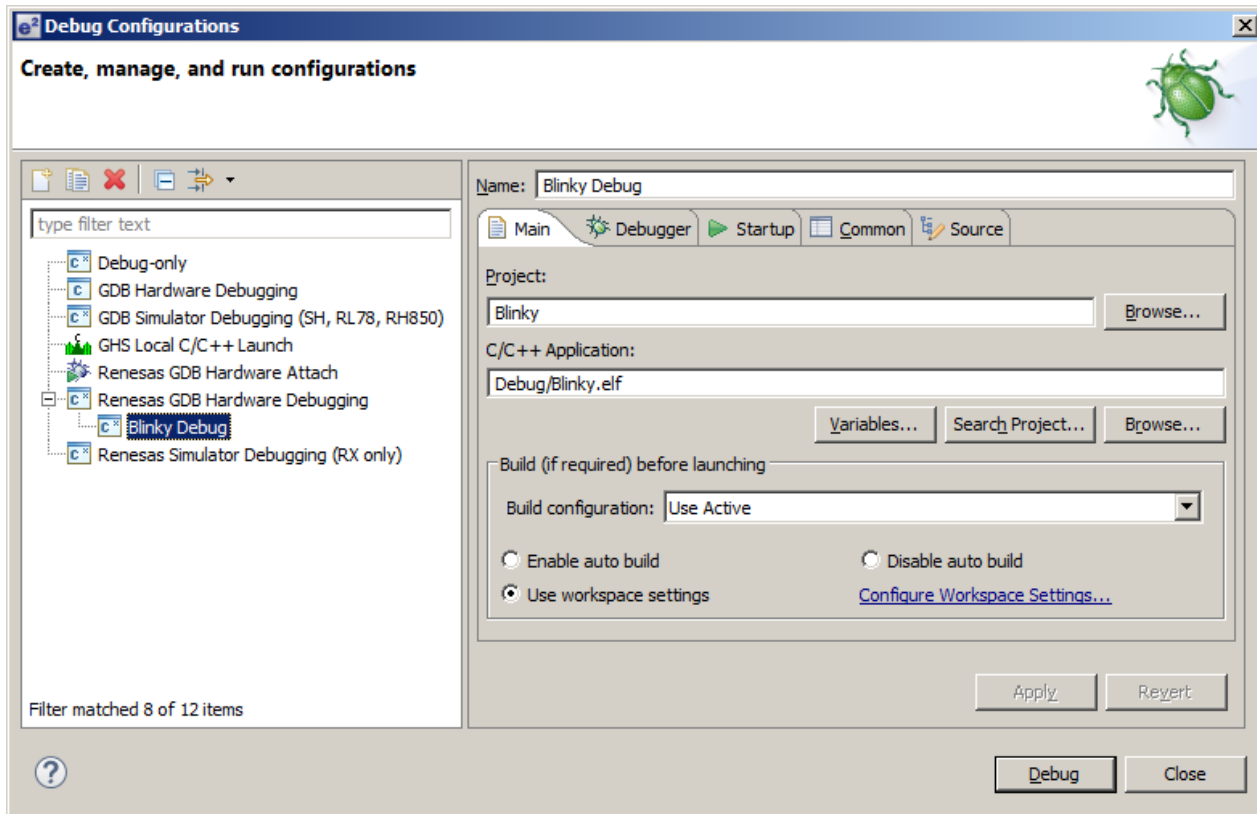 e² Debug Configurations
Create, manage, and run configurations
type filter text
Debug-only
GDB Hardware Debugging
GDB Simulator Debugging (SH, RL78, RH850)
GHS Local C/C++ Launch
Renesas GDB Hardware Attach
Renesas GDB Hardware Debugging
Blinky Debug
Renesas Simulator Debugging (RX only)
Filter matched 8 of 12 items
Name: Blinky Debug
Main Debugger Startup Common Source
Project:
Blinky Browse...
C/C++ Application:
Debug/Blinky.elf
Variables... Search Project... Browse...
Build (if required) before launching
Build configuration: Use Active
Enable auto build Disable auto build
Use workspace settings Configure Workspace Settings...
Apply Revert
? Debug Close